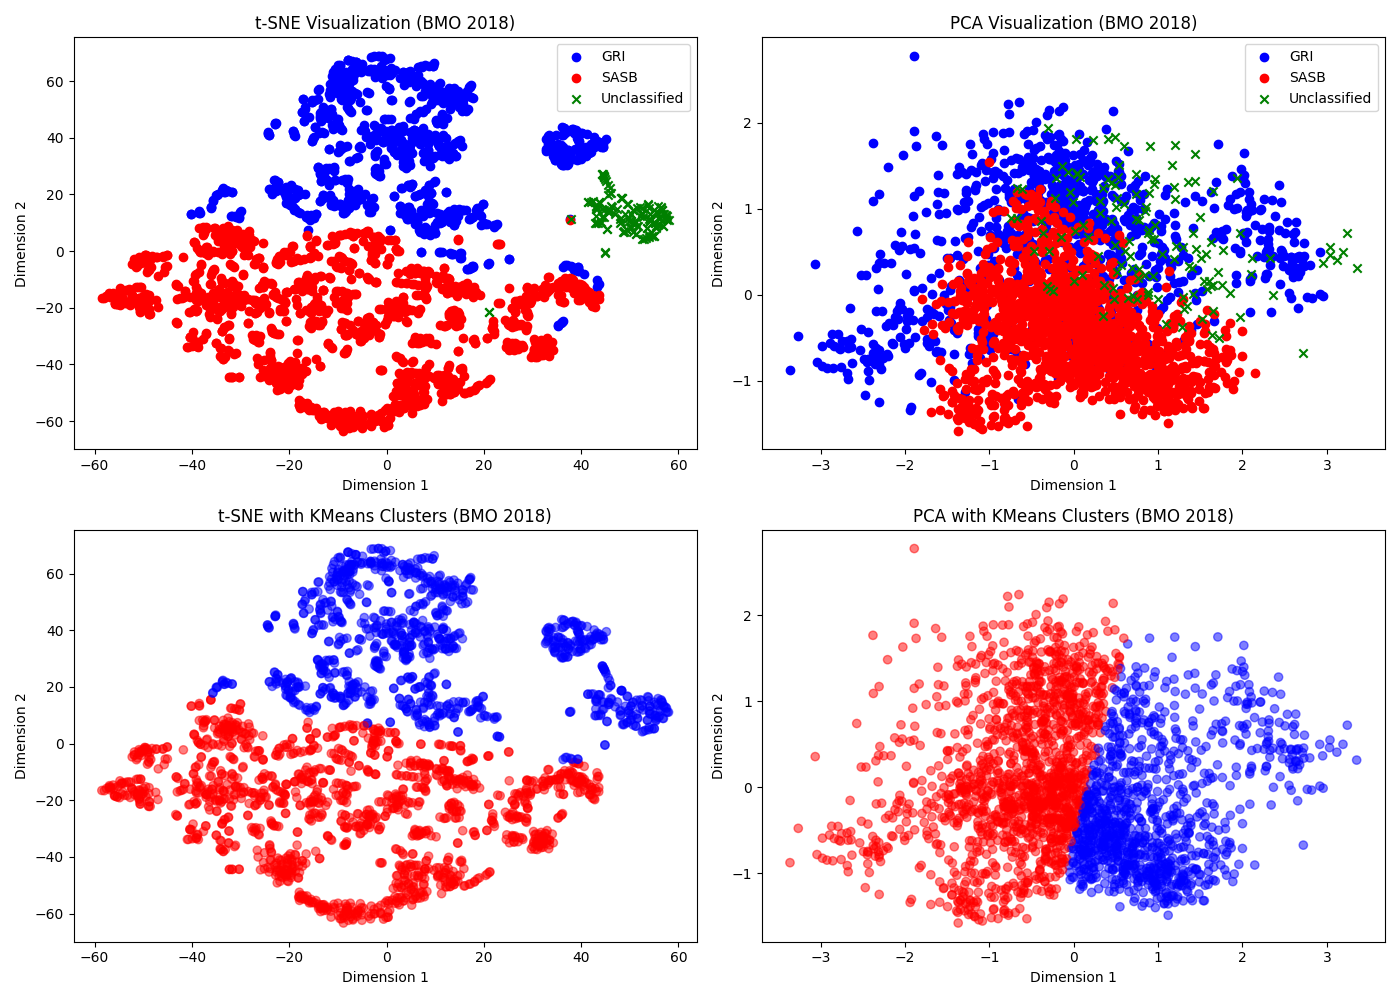 t-SNE Visualization (BMO 2018)
GRI
SASB
Unclassified
60
40
20
0
−20
−40
−60
Dimension 2
−60
−40
−20
0
20
40
60
Dimension 1
PCA Visualization (BMO 2018)
GRI
SASB
Unclassified
2
1
0
−1
Dimension 2
−3
−2
−1
0
1
2
3
Dimension 1
t-SNE with KMeans Clusters (BMO 2018)
60
40
20
0
−20
−40
−60
Dimension 2
−60
−40
−20
0
20
40
60
Dimension 1
PCA with KMeans Clusters (BMO 2018)
2
1
0
−1
Dimension 2
−3
−2
−1
0
1
2
3
Dimension 1